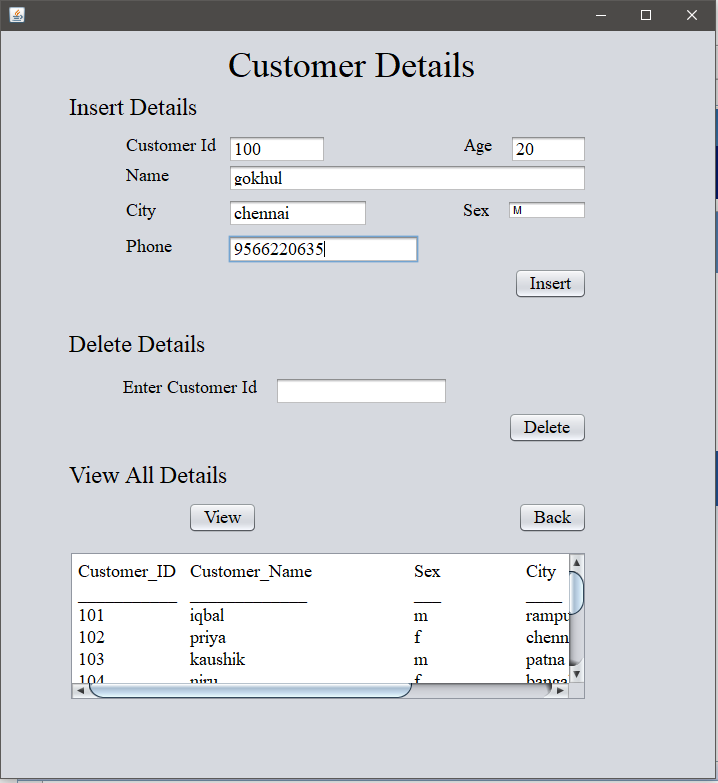 Customer Details
Insert Details
Customer Id 100 Age 20
Name gokhul
City chennai Sex M
Phone 9566220635
Insert
Delete Details
Enter Customer Id
Delete
View All Details
View Back
Customer_ID Customer_Name Sex City
101 iqbal m rampu
102 priya f chenn
103 kaushik m patna
104 niru f banga